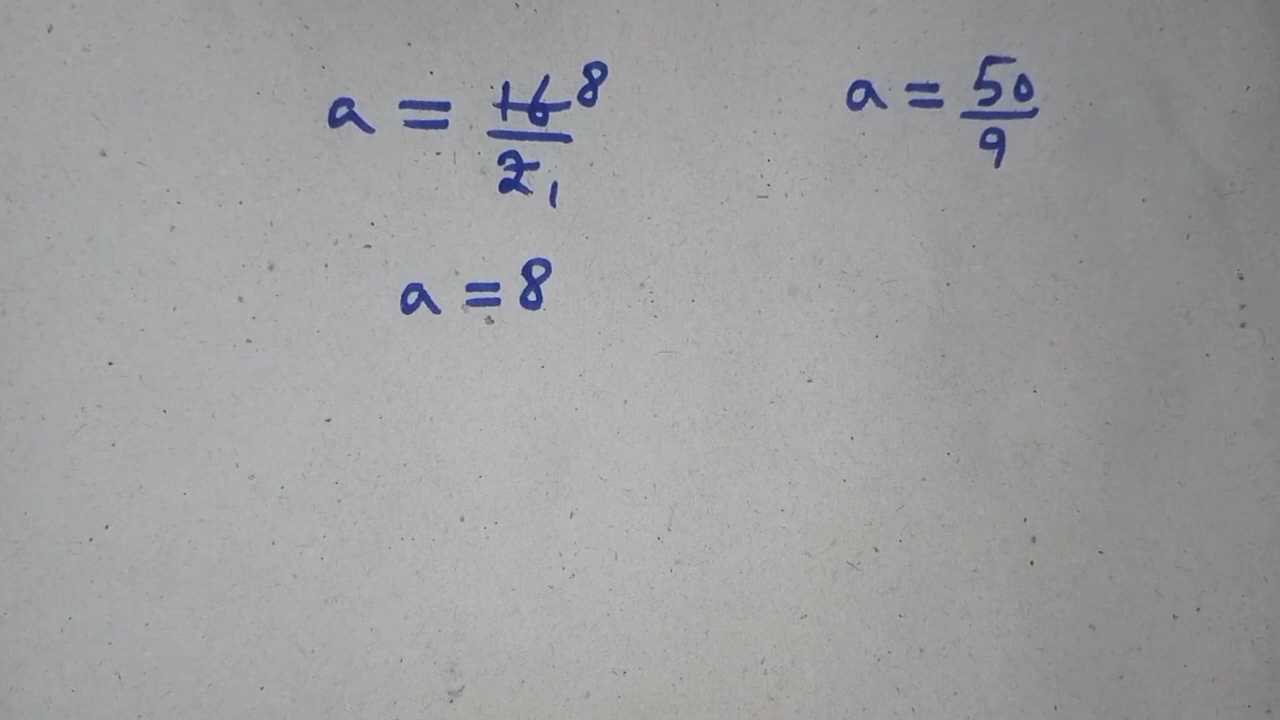 a = 16/2 8 1
a = 8
a = 50/9